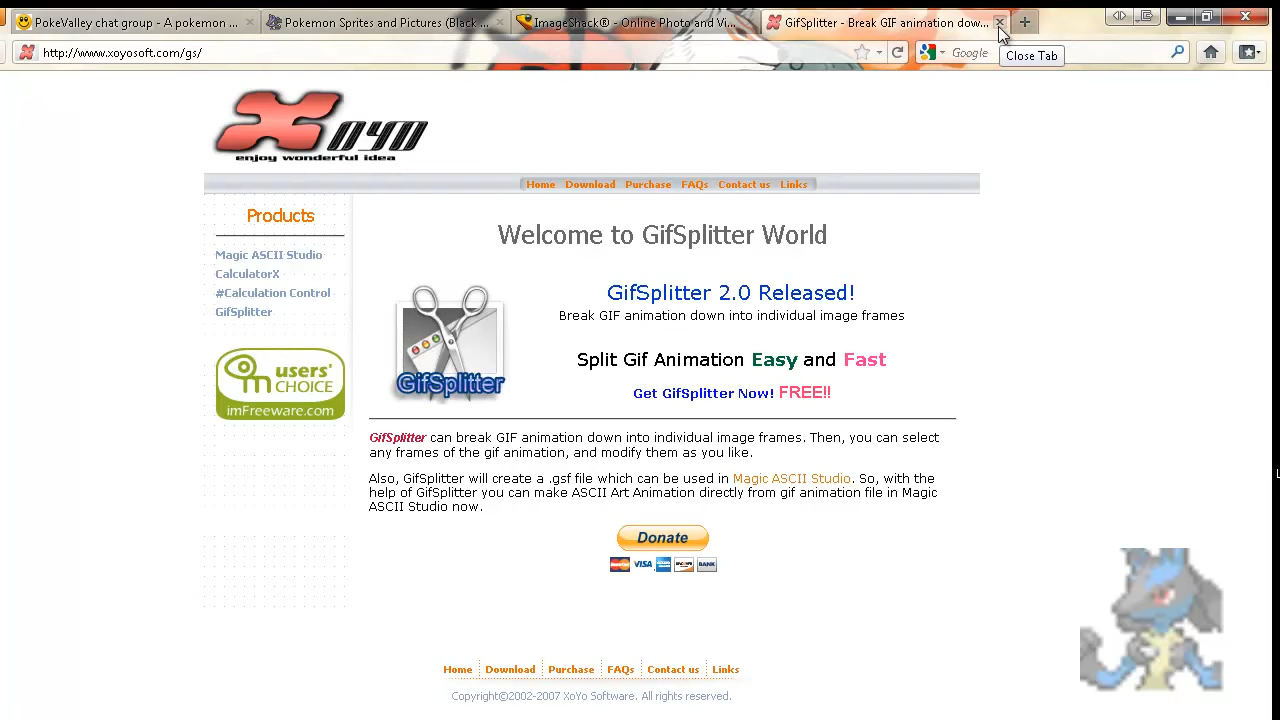 PokeValley chat group - A pokemon ...
Pokemon Sprites and Pictures (Black ...
ImageShack® - Online Photo and Vi...
GifSplitter - Break GIF animation dow...
http://www.xoyosoft.com/gs/
Google
Close Tab
XOYO
enjoy wonderful idea
Home Download Purchase FAQs Contact us Links
Products
Magic ASCII Studio
CalculatorX
#Calculation Control
GifSplitter
users'
CHOICE
imFreeware.com
Welcome to GifSplitter World
GifSplitter
GifSplitter 2.0 Released!
Break GIF animation down into individual image frames
Split Gif Animation Easy and Fast
Get GifSplitter Now! FREE!!
GifSplitter can break GIF animation down into individual image frames. Then, you can select
any frames of the gif animation, and modify them as you like.
Also, GifSplitter will create a .gsf file which can be used in Magic ASCII Studio. So, with the
help of GifSplitter you can make ASCII Art Animation directly from gif animation file in Magic
ASCII Studio now.
Donate
VISA BANK
Home Download Purchase FAQs Contact us Links
Copyright©2002-2007 XoYo Software. All rights reserved.